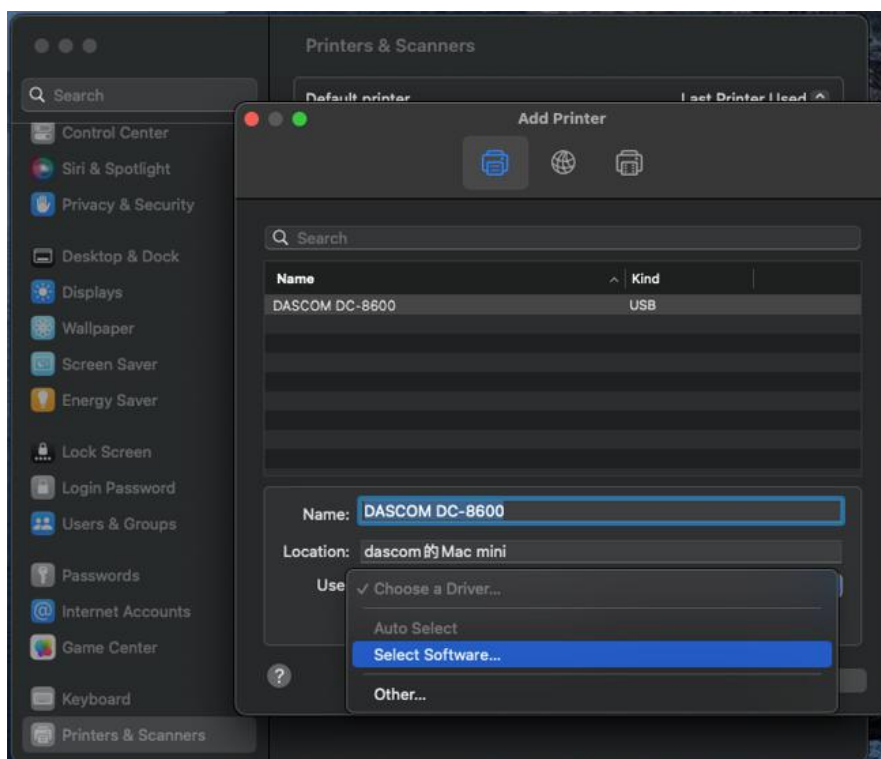 Printers & Scanners
Search
Default printer
Last Printer Used
Control Center
Siri & Spotlight
Privacy & Security
Desktop & Dock
Displays
Wallpaper
Screen Saver
Energy Saver
Lock Screen
Login Password
Users & Groups
Passwords
Internet Accounts
Game Center
Keyboard
Printers & Scanners
Add Printer
Search
Name
Kind
DASCOM DC-8600
USB
Name: DASCOM DC-8600
Location: dascom的Mac mini
Use
✓ Choose a Driver...
Auto Select
Select Software...
Other...
?